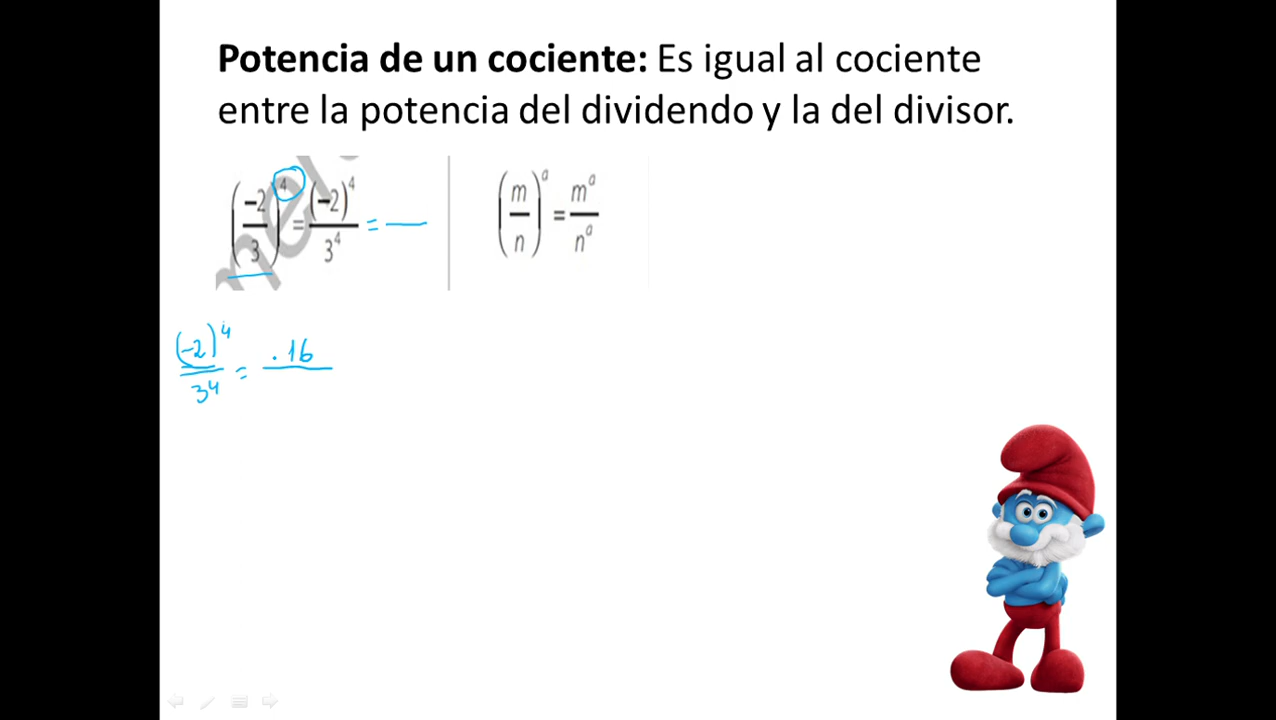 Potencia de un cociente: Es igual al cociente
entre la potencia del dividendo y la del divisor.
(-2/3)^4 = (-2)^4/3^4 = —
(m/n)^a = m^a/n^a
(-2)^4/3^4 = .16/